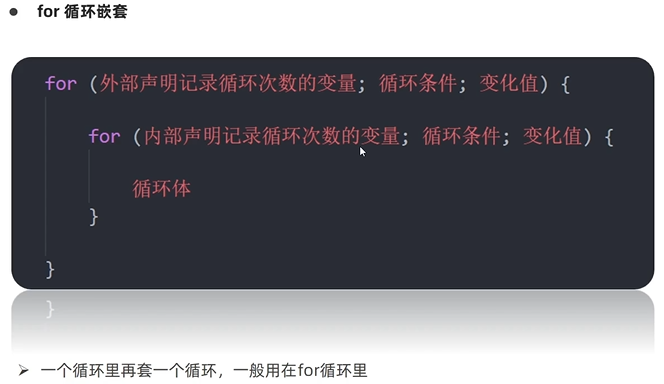 ● for 循环嵌套
for (外部声明记录循环次数的变量; 循环条件; 变化值) {
for (内部声明记录循环次数的变量; 循环条件; 变化值) {
循环体
}
}
}
➢ 一个循环里再套一个循环，一般用在for循环里